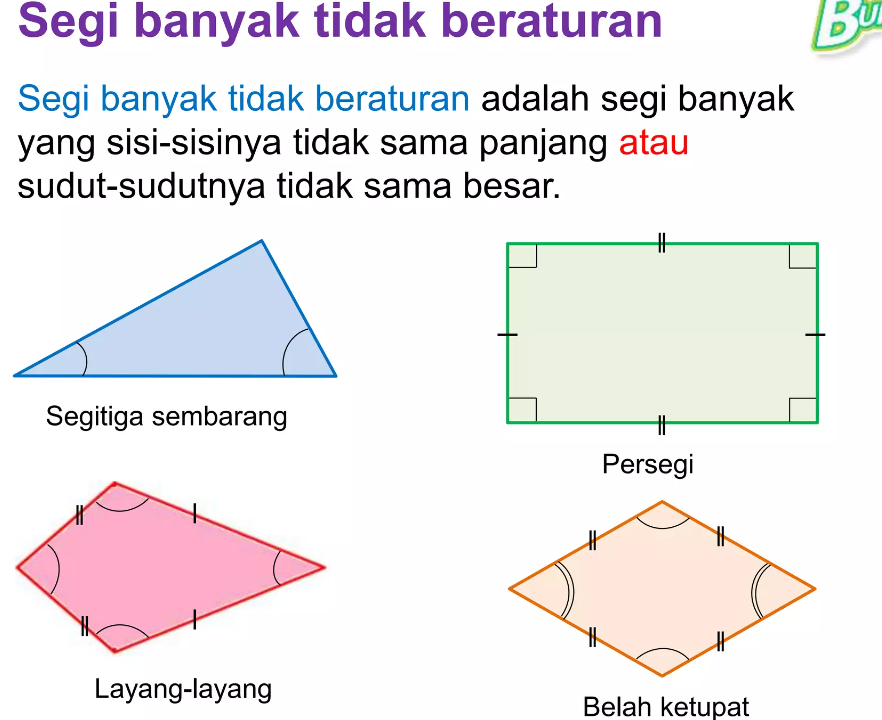 Segi banyak tidak beraturan
Segi banyak tidak beraturan adalah segi banyak
yang sisi-sisinya tidak sama panjang atau
sudut-sudutnya tidak sama besar.
Segitiga sembarang
Persegi
Layang-layang
Belah ketupat